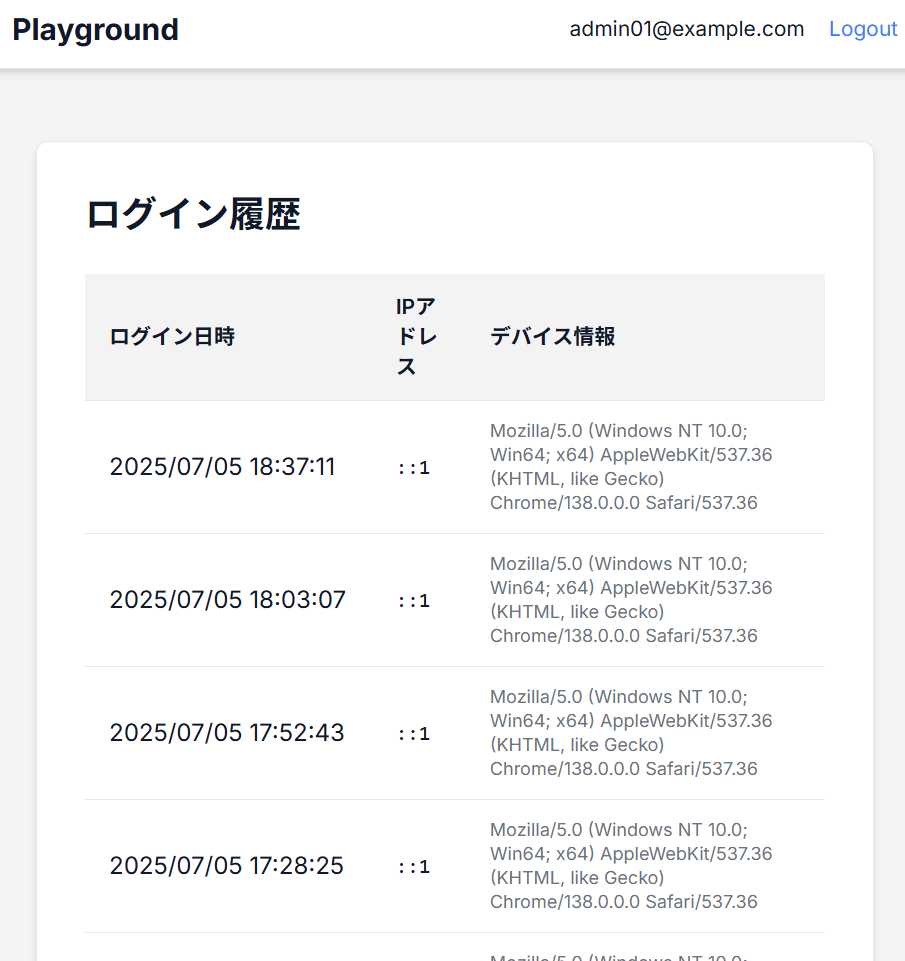 Playground
admin01@example.com Logout
ログイン履歴
ログイン日時
IPア
ドレ
ス
デバイス情報
2025/07/05 18:37:11
::1
Mozilla/5.0 (Windows NT 10.0;
Win64; x64) AppleWebKit/537.36
(KHTML, like Gecko)
Chrome/138.0.0.0 Safari/537.36
2025/07/05 18:03:07
::1
Mozilla/5.0 (Windows NT 10.0;
Win64; x64) AppleWebKit/537.36
(KHTML, like Gecko)
Chrome/138.0.0.0 Safari/537.36
2025/07/05 17:52:43
::1
Mozilla/5.0 (Windows NT 10.0;
Win64; x64) AppleWebKit/537.36
(KHTML, like Gecko)
Chrome/138.0.0.0 Safari/537.36
2025/07/05 17:28:25
::1
Mozilla/5.0 (Windows NT 10.0;
Win64; x64) AppleWebKit/537.36
(KHTML, like Gecko)
Chrome/138.0.0.0 Safari/537.36
Mozilla/5.0 (Windows NT 10.0;